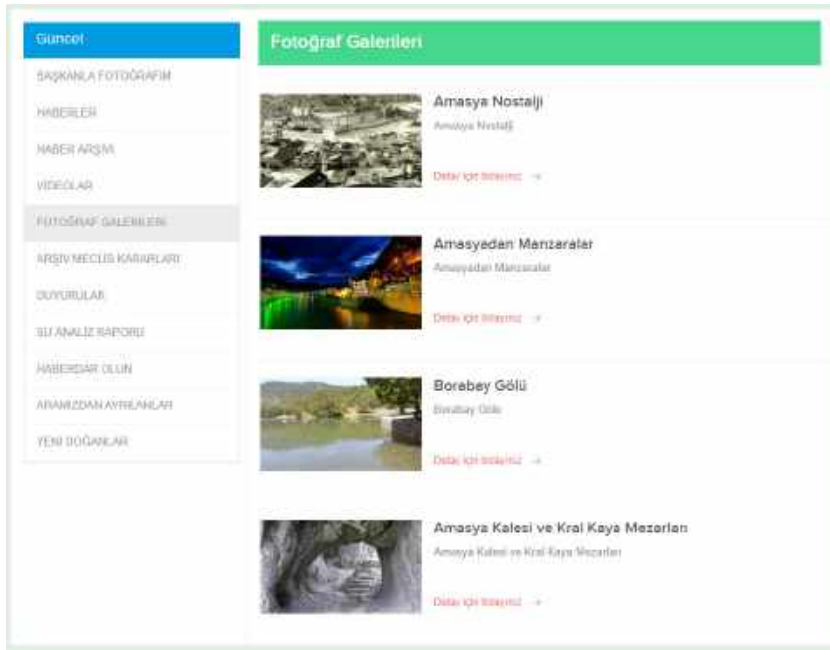 Güncel
BAŞKANLA FOTOĞRAFIM
HABERLER
HABER ARŞİVİ
VİDEOLAR
FOTOĞRAF GALERİLERİ
ARŞİV MECLİS KARARLARI
DUYURULAR
SU ANALİZ RAPORU
HABERDAR OLUN
ARAMIZDAN AYRILANLAR
YENİ DOĞANLAR
Fotoğraf Galerileri
Amasya Nostalji
Amasya Nostalji
Detay için tıklayınız →
Amasyadan Manzaralar
Amasyadan Manzaralar
Detay için tıklayınız →
Borabay Gölü
Borabay Gölü
Detay için tıklayınız →
Amasya Kalesi ve Kral Kaya Mezarları
Amasya Kalesi ve Kral Kaya Mezarları
Detay için tıklayınız →